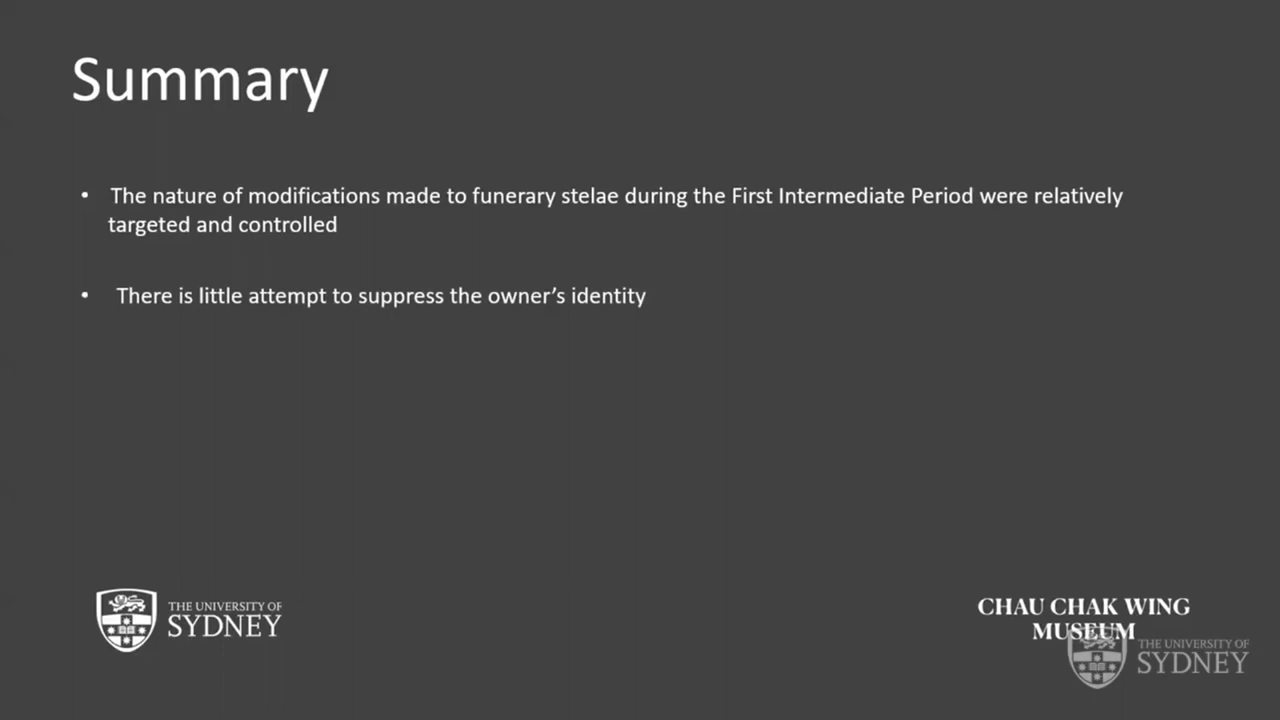 Summary
• The nature of modifications made to funerary stelae during the First Intermediate Period were relatively
targeted and controlled
• There is little attempt to suppress the owner’s identity
THE UNIVERSITY OF
SYDNEY
CHAU CHAK WING
MUSEUM
THE UNIVERSITY OF
SYDNEY